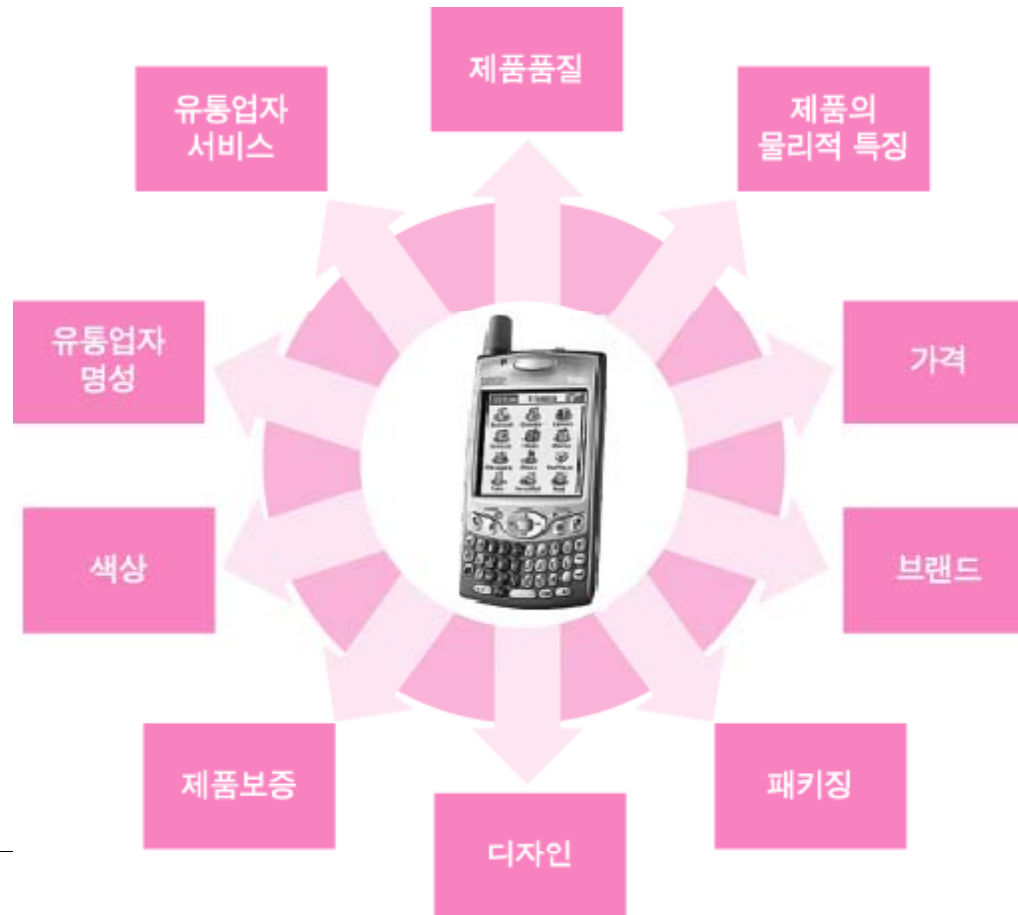 제품품질
제품의
물리적 특징
가격
브랜드
패키징
디자인
제품보증
색상
유통업자
명성
유통업자
서비스